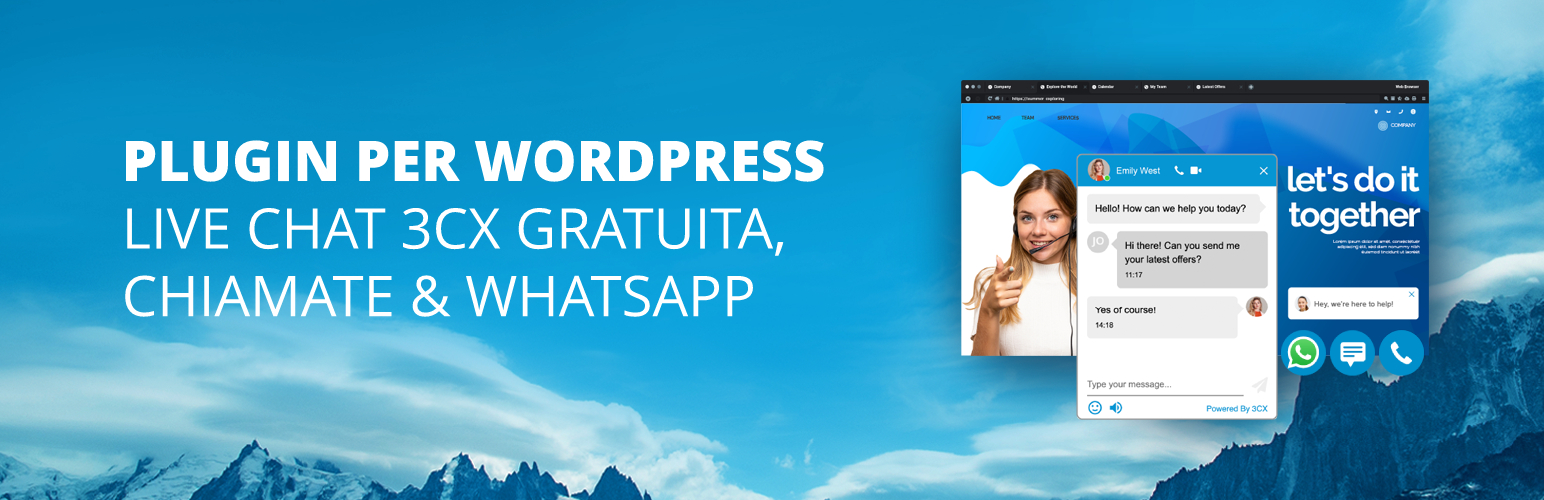 PLUGIN PER WORDPRESS
LIVE CHAT 3CX GRATUITA,
CHIAMATE & WHATSAPP
Company
Explore the World
Calendar
My Team
Latest Offers
Web Browser
https://summer-exploring
HOME
TEAM
SERVICES
COMPANY
Emily West
Hello! How can we help you today?
JO
Hi there! Can you send me
your latest offers?
11:17
Yes of course!
14:18
Type your message...
Powered By 3CX
let's do it
together
Lorem ipsum dolor sit amet, consectetuer
adipiscing elit, sed diam nonummy nibh
euismod tincidunt ut laoreet
Hey, we're here to help!